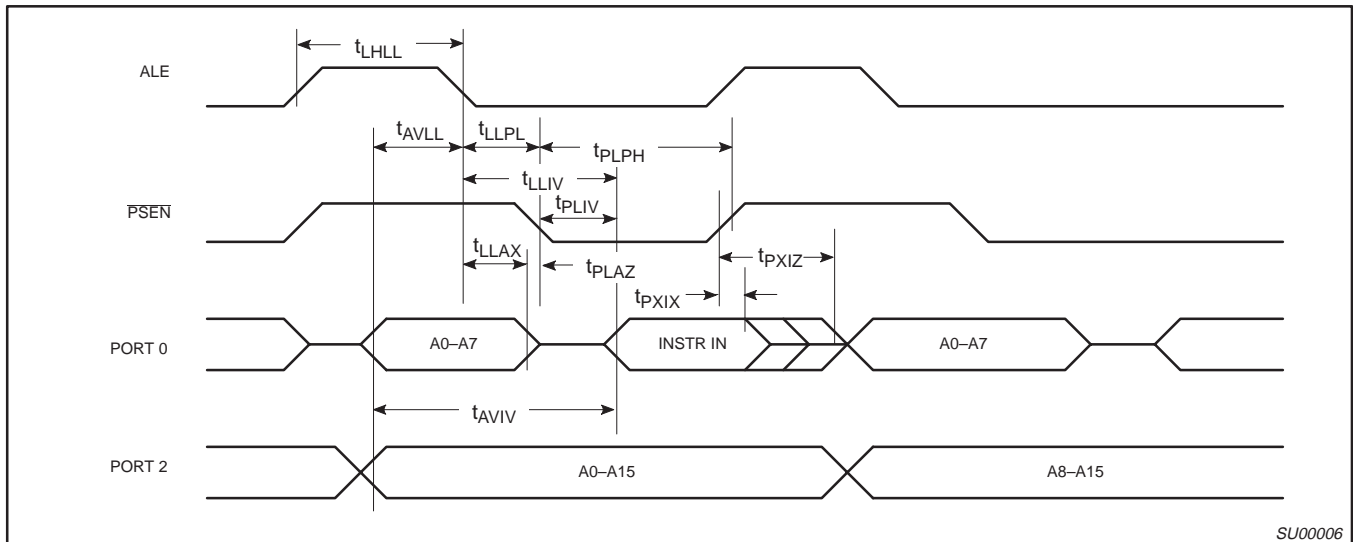 tLHLL
ALE
tAVLL tLLPL
tPLPH
tLLIV
PSEN
tPLIV
tLLAX
tPLAZ
tPXIZ
tPXIX
PORT 0 A0–A7 INSTR IN A0–A7
tAVIV
PORT 2 A0–A15 A8–A15
SU00006